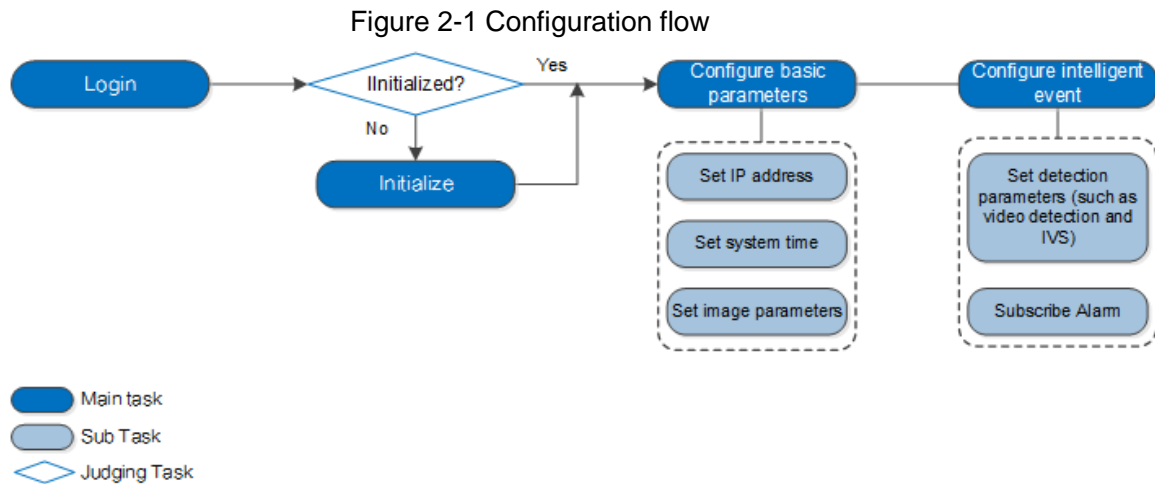 Figure 2-1 Configuration flow
Login
IInitialized?
Yes
No
Initialize
Configure basic
parameters
Set IP address
Set system time
Set image parameters
Configure intelligent
event
Set detection
parameters (such as
video detection and
IVS)
Subscribe Alarm
Main task
Sub Task
Judging Task